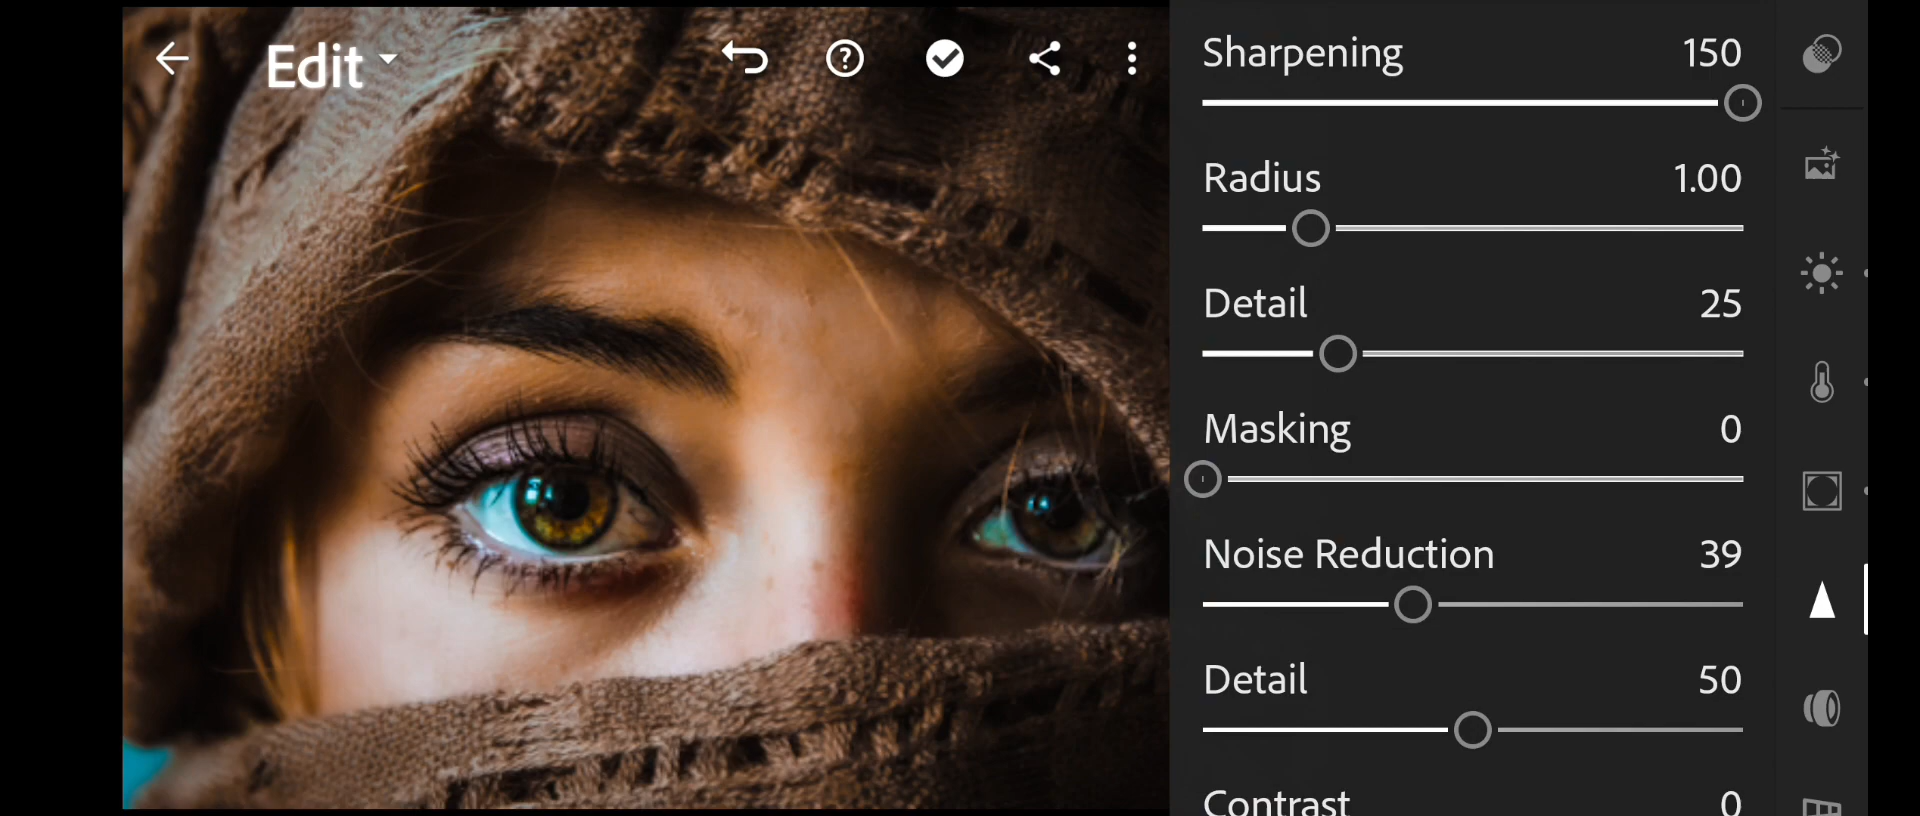 Edit
Sharpening 150
Radius 1.00
Detail 25
Masking 0
Noise Reduction 39
Detail 50
Contrast 0